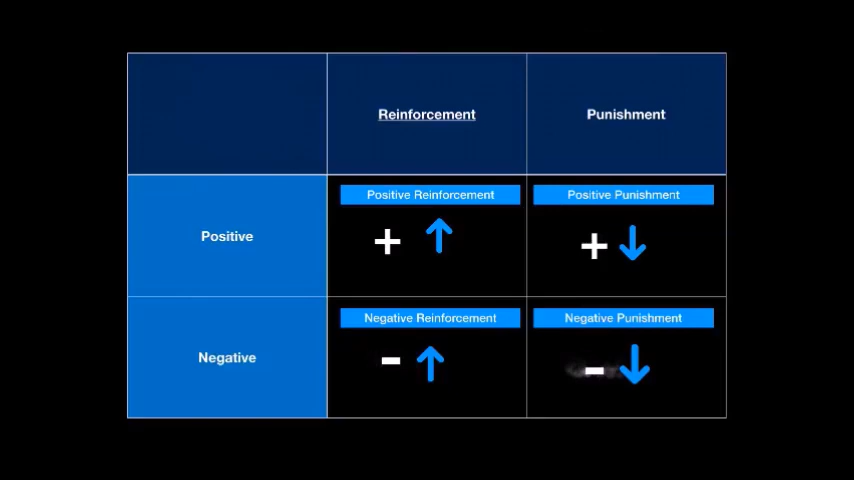 Reinforcement
Punishment
Positive
Positive Reinforcement
+
Positive Punishment
+
Negative
Negative Reinforcement
-
Negative Punishment
-